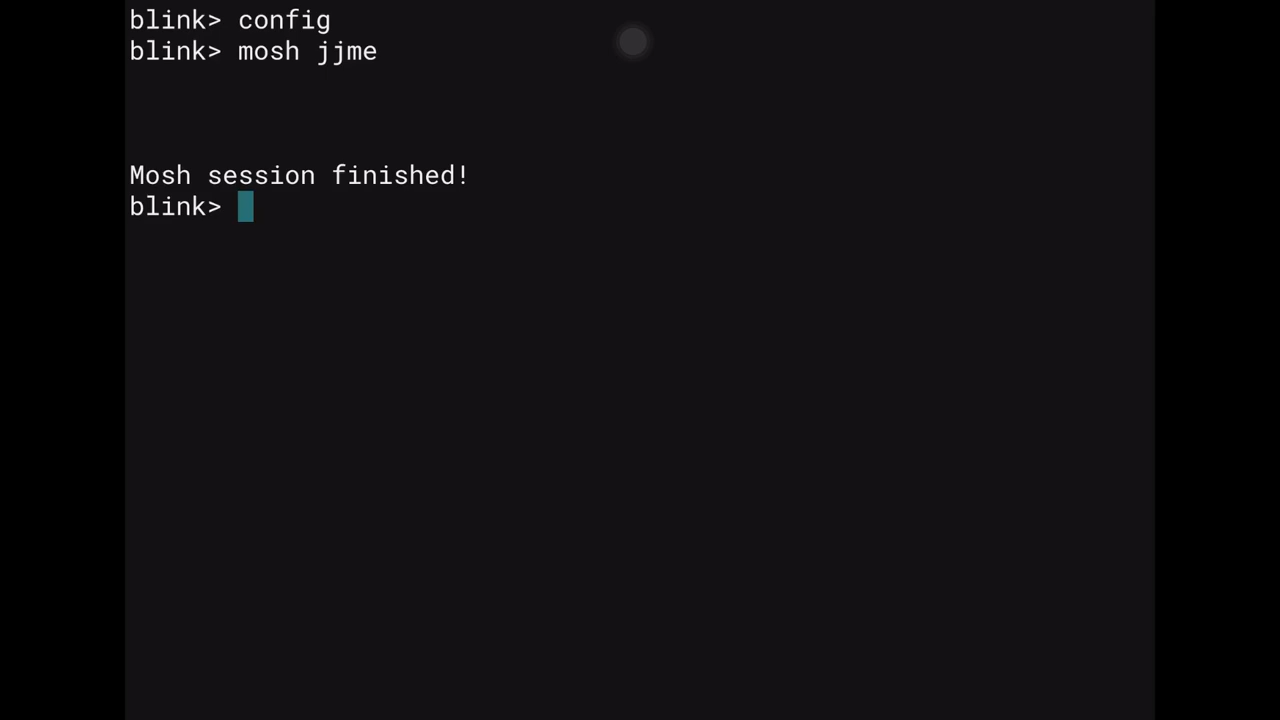 blink> config
blink> mosh jjme
Mosh session finished!
blink>